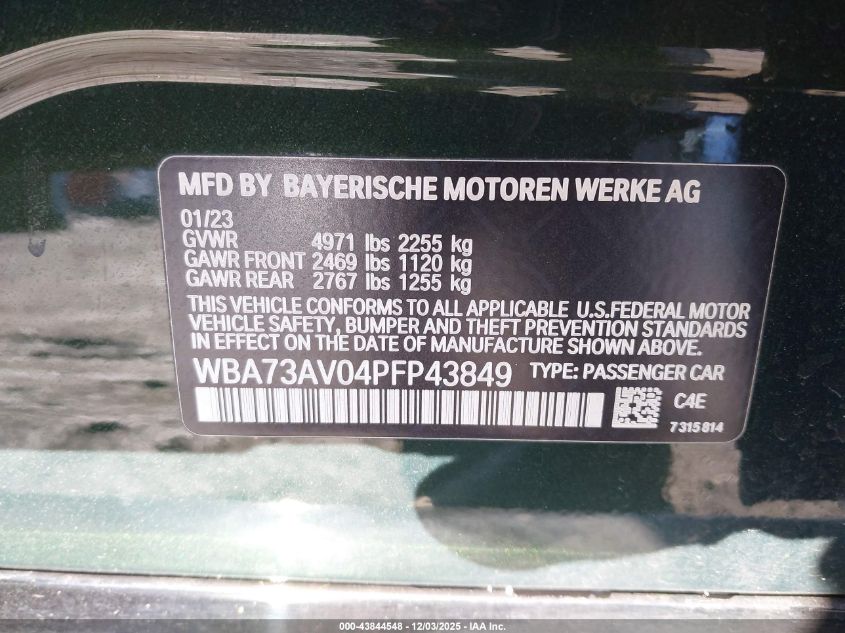 MFD BY BAYERISCHE MOTOREN WERKE AG
01/23
GVWR 4971 lbs 2255 kg
GAWR FRONT 2469 lbs 1120 kg
GAWR REAR 2767 lbs 1255 kg
THIS VEHICLE CONFORMS TO ALL APPLICABLE U.S.FEDERAL MOTOR
VEHICLE SAFETY, BUMPER AND THEFT PREVENTION STANDARDS
IN EFFECT ON THE DATE OF MANUFACTURE SHOWN ABOVE.
WBA73AV04PFP43849 TYPE: PASSENGER CAR
C4E
7315814
000-43844548 - 12/03/2025 - IAA Inc.